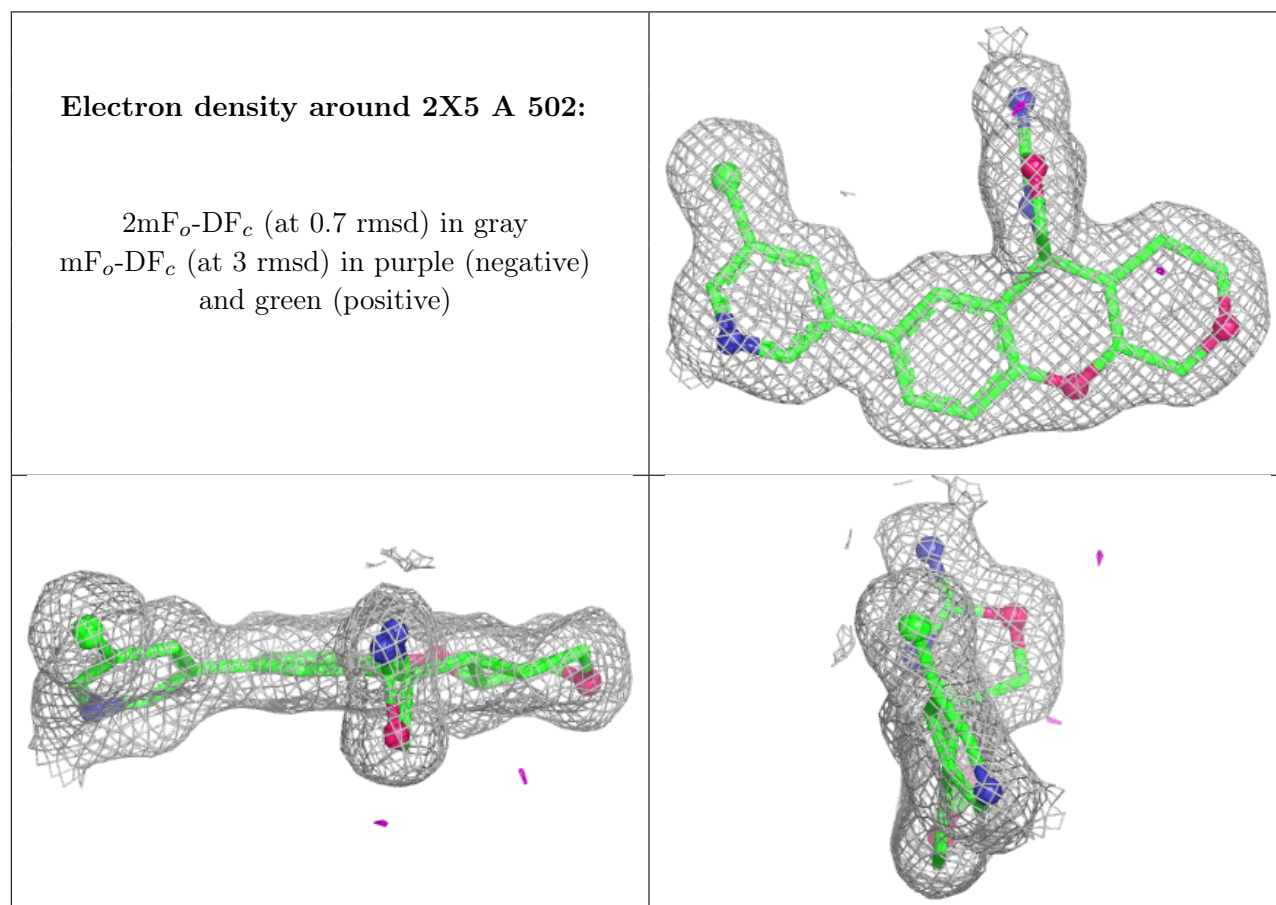 Electron density around 2X5 A 502:
2mFo-DFc (at 0.7 rmsd) in gray
mFo-DFc (at 3 rmsd) in purple (negative)
and green (positive)